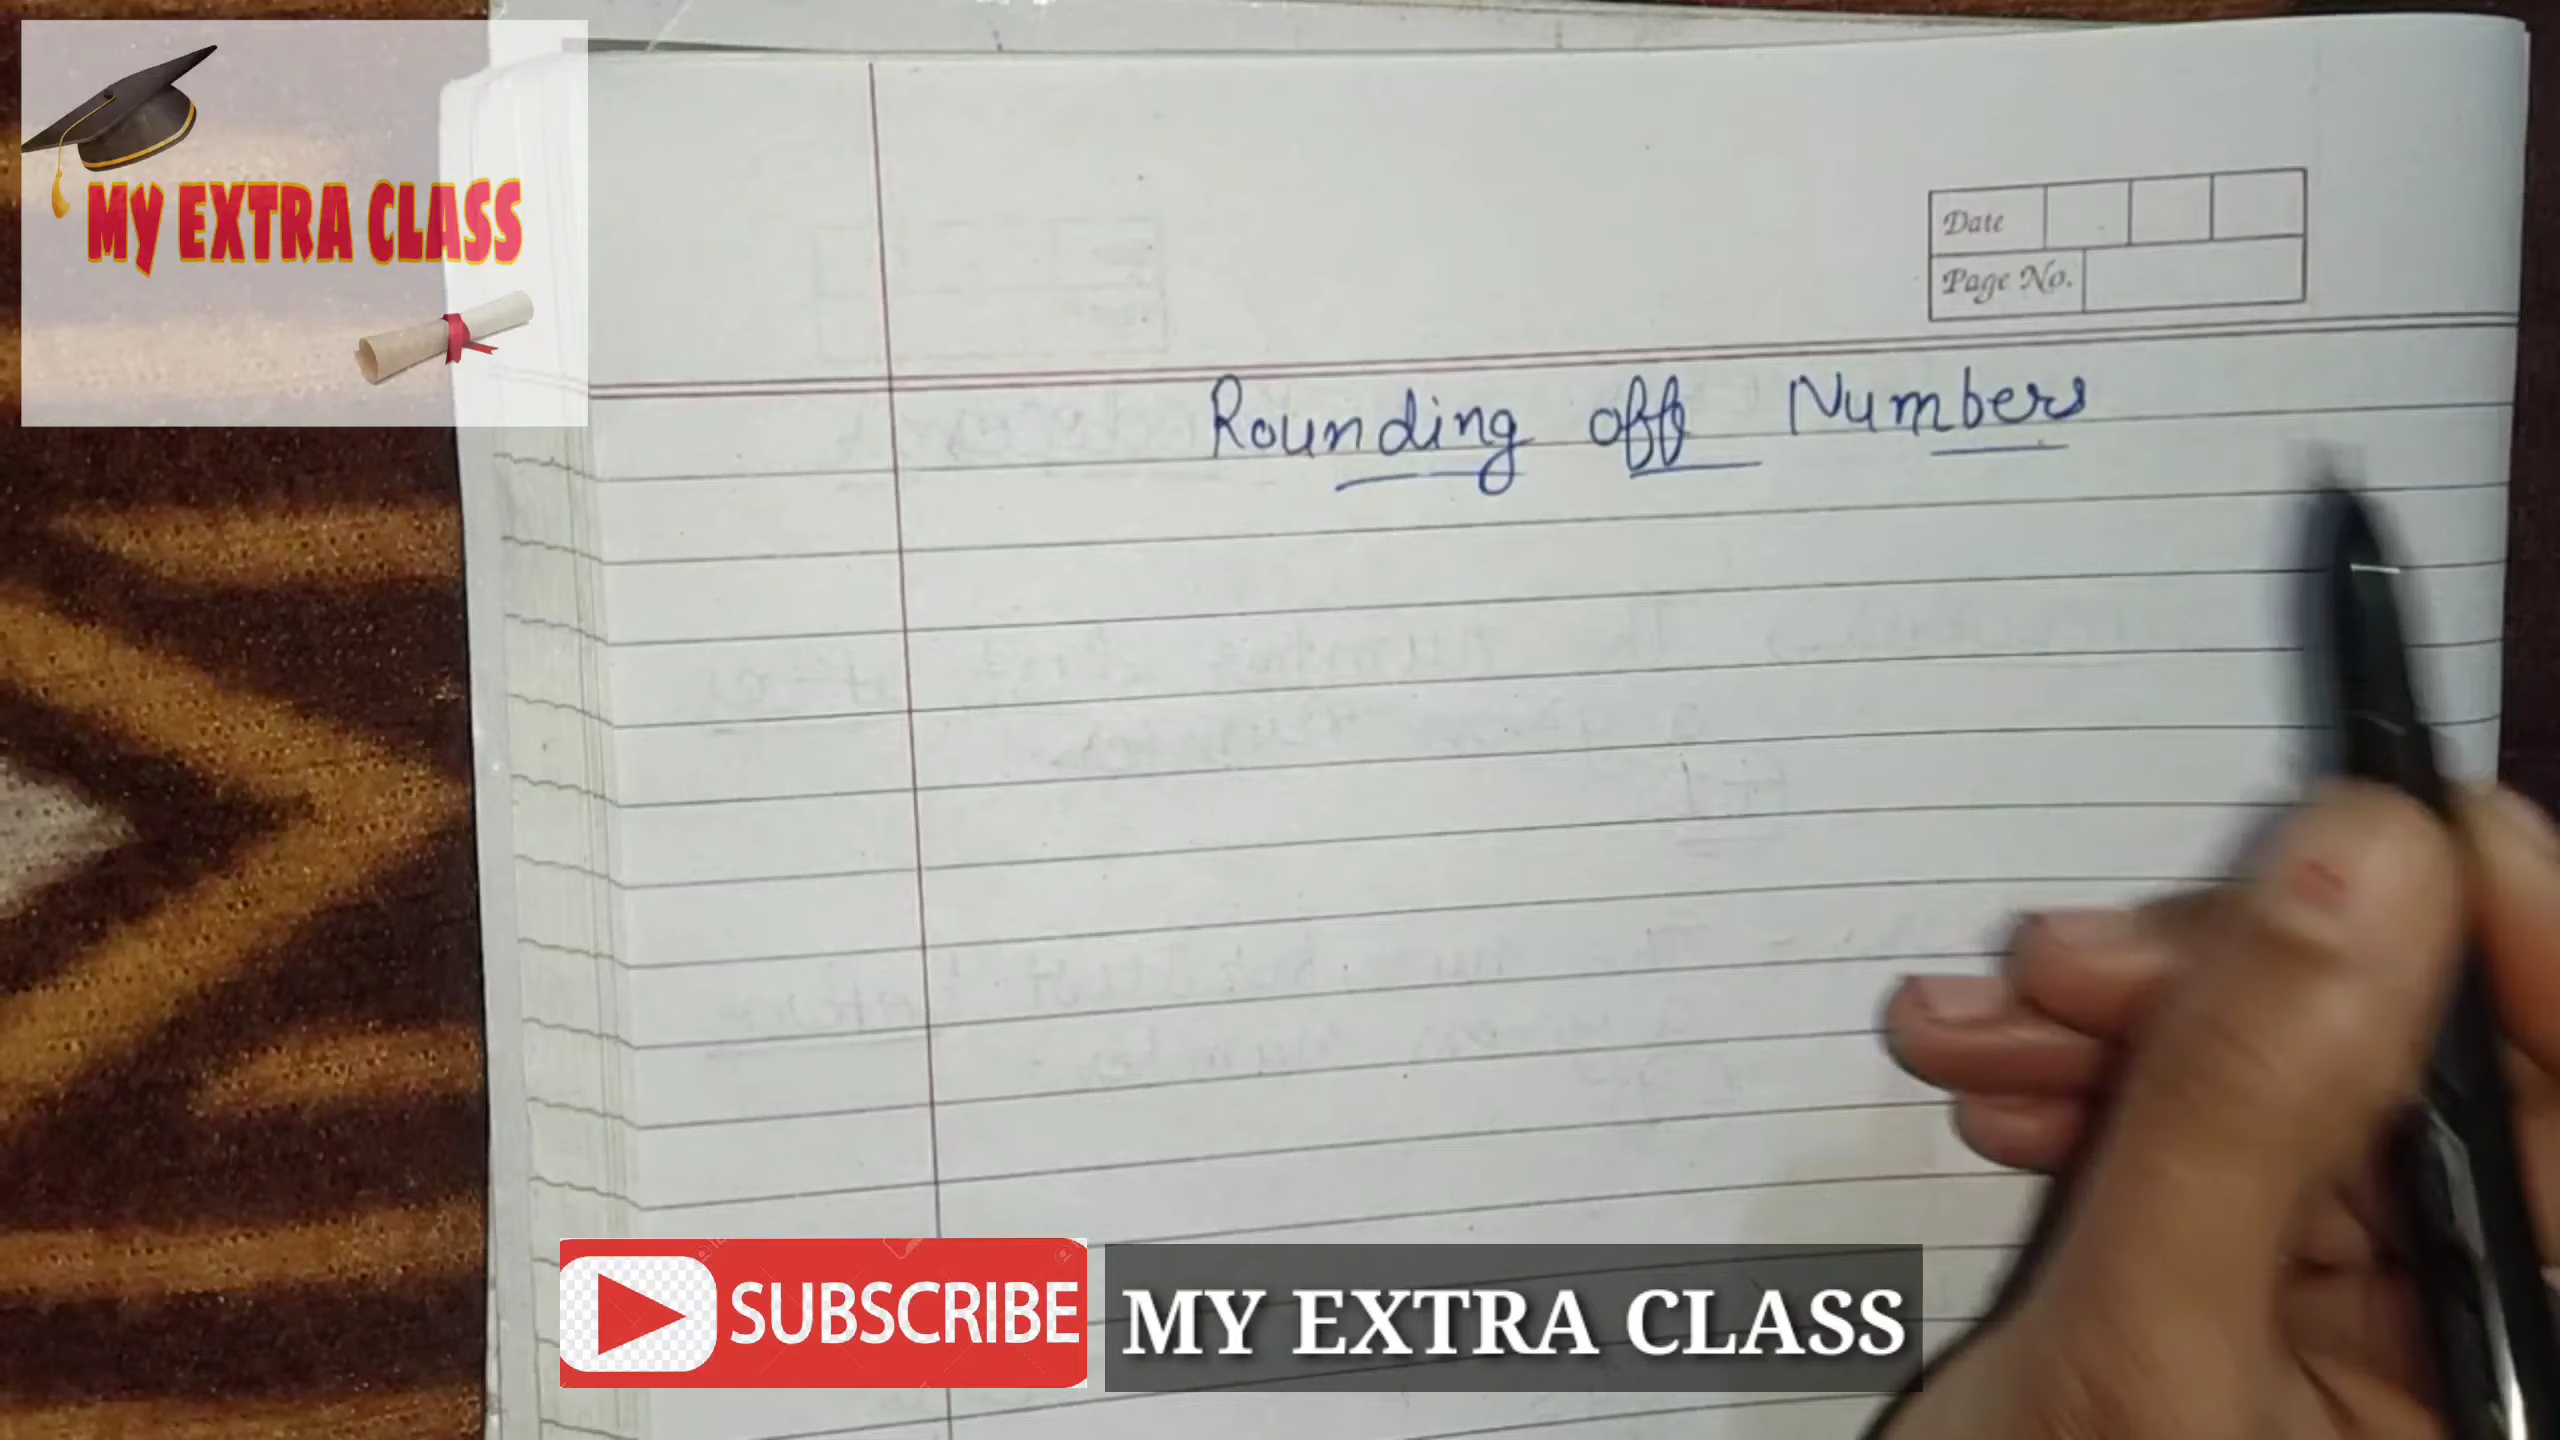 MY EXTRA CLASS
Date
Page No.
Rounding off Numbers
SUBSCRIBE
MY EXTRA CLASS